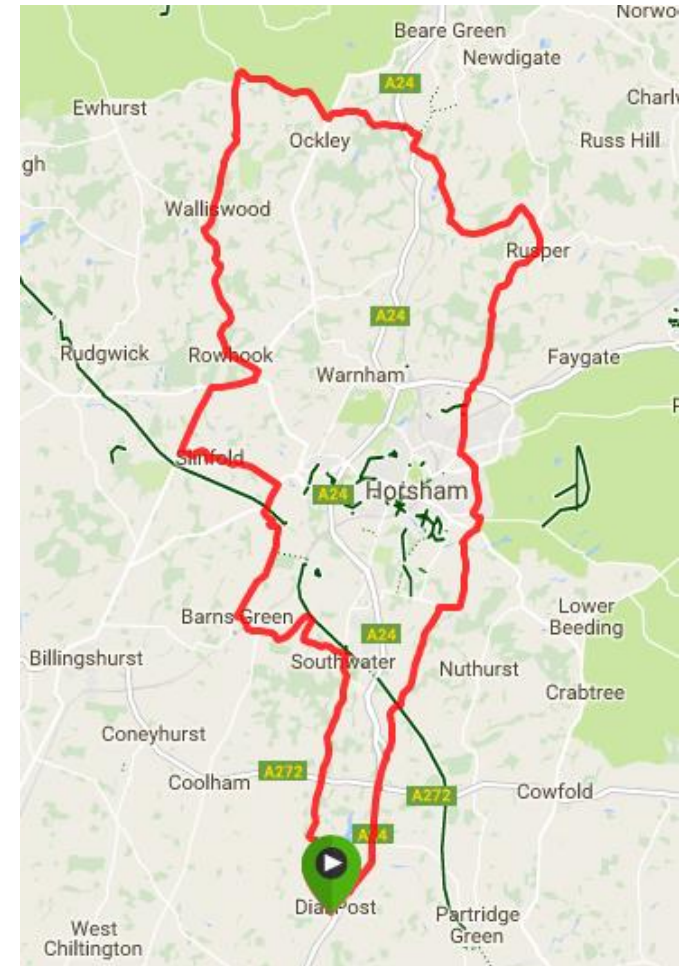 Norwo
Beare Green
Newdigate
A24
Ewhurst
Charlw
Ockley
Russ Hill
gh
Walliswood
Rusper
A24
Rudgwick
Rowhook
Faygate
Warnham
Slinfold
A24
Horsham
Barns Green
Lower
Beeding
A24
Billingshurst
Southwater
Nuthurst
Crabtree
Coneyhurst
A272
Coolham
A272
Cowfold
A24
Dial Post
West
Chiltington
Partridge
Green